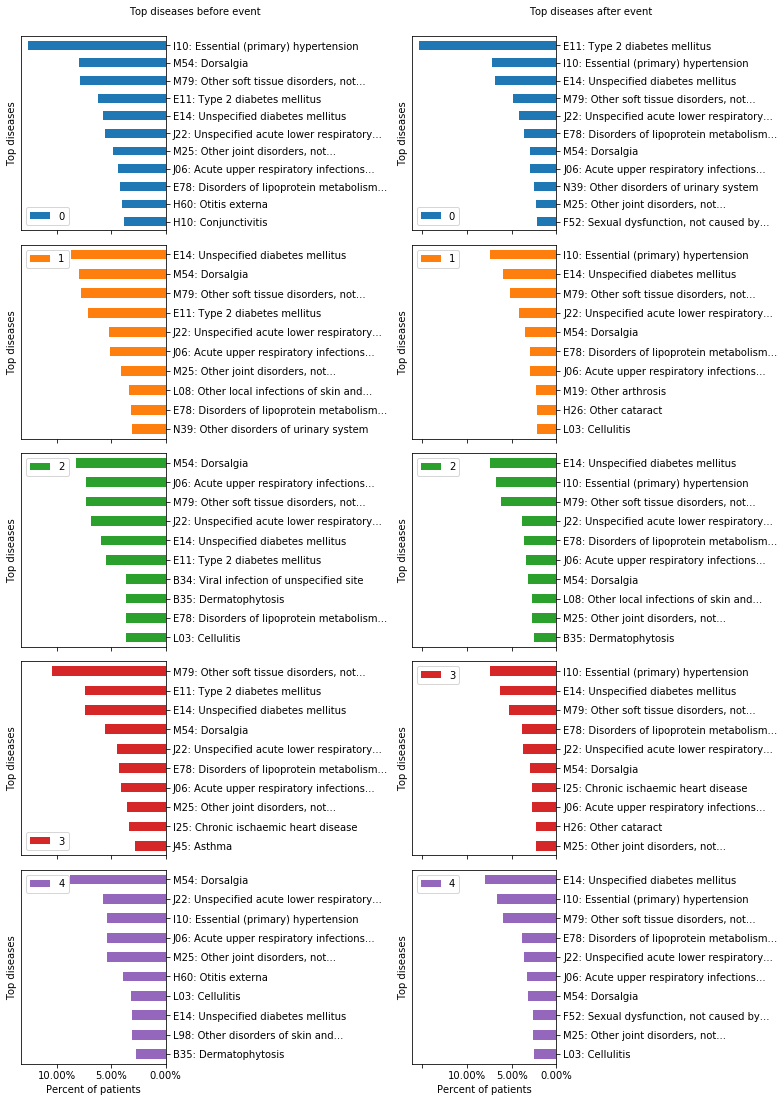 Top diseases before event
Top diseases
I10: Essential (primary) hypertension
M54: Dorsalgia
M79: Other soft tissue disorders, not...
E11: Type 2 diabetes mellitus
E14: Unspecified diabetes mellitus
J22: Unspecified acute lower respiratory...
M25: Other joint disorders, not...
J06: Acute upper respiratory infections...
E78: Disorders of lipoprotein metabolism...
H60: Otitis externa
H10: Conjunctivitis
0
Top diseases
1
E14: Unspecified diabetes mellitus
M54: Dorsalgia
M79: Other soft tissue disorders, not...
E11: Type 2 diabetes mellitus
J22: Unspecified acute lower respiratory...
J06: Acute upper respiratory infections...
M25: Other joint disorders, not...
L08: Other local infections of skin and...
E78: Disorders of lipoprotein metabolism...
N39: Other disorders of urinary system
Top diseases
2
M54: Dorsalgia
J06: Acute upper respiratory infections...
M79: Other soft tissue disorders, not...
J22: Unspecified acute lower respiratory...
E14: Unspecified diabetes mellitus
E11: Type 2 diabetes mellitus
B34: Viral infection of unspecified site
B35: Dermatophytosis
E78: Disorders of lipoprotein metabolism...
L03: Cellulitis
Top diseases
M79: Other soft tissue disorders, not...
E11: Type 2 diabetes mellitus
E14: Unspecified diabetes mellitus
M54: Dorsalgia
J22: Unspecified acute lower respiratory...
E78: Disorders of lipoprotein metabolism...
J06: Acute upper respiratory infections...
M25: Other joint disorders, not...
I25: Chronic ischaemic heart disease
J45: Asthma
3
Top diseases
4
M54: Dorsalgia
J22: Unspecified acute lower respiratory...
I10: Essential (primary) hypertension
J06: Acute upper respiratory infections...
M25: Other joint disorders, not...
H60: Otitis externa
L03: Cellulitis
E14: Unspecified diabetes mellitus
L98: Other disorders of skin and...
B35: Dermatophytosis
10.00% 5.00% 0.00%
Percent of patients
Top diseases after event
Top diseases
E11: Type 2 diabetes mellitus
I10: Essential (primary) hypertension
E14: Unspecified diabetes mellitus
M79: Other soft tissue disorders, not...
J22: Unspecified acute lower respiratory...
E78: Disorders of lipoprotein metabolism...
M54: Dorsalgia
J06: Acute upper respiratory infections...
N39: Other disorders of urinary system
M25: Other joint disorders, not...
F52: Sexual dysfunction, not caused by...
0
Top diseases
1
I10: Essential (primary) hypertension
E14: Unspecified diabetes mellitus
M79: Other soft tissue disorders, not...
J22: Unspecified acute lower respiratory...
M54: Dorsalgia
E78: Disorders of lipoprotein metabolism...
J06: Acute upper respiratory infections...
M19: Other arthrosis
H26: Other cataract
L03: Cellulitis
Top diseases
2
E14: Unspecified diabetes mellitus
I10: Essential (primary) hypertension
M79: Other soft tissue disorders, not...
J22: Unspecified acute lower respiratory...
E78: Disorders of lipoprotein metabolism...
J06: Acute upper respiratory infections...
M54: Dorsalgia
L08: Other local infections of skin and...
M25: Other joint disorders, not...
B35: Dermatophytosis
Top diseases
3
I10: Essential (primary) hypertension
E14: Unspecified diabetes mellitus
M79: Other soft tissue disorders, not...
E78: Disorders of lipoprotein metabolism...
J22: Unspecified acute lower respiratory...
M54: Dorsalgia
I25: Chronic ischaemic heart disease
J06: Acute upper respiratory infections...
H26: Other cataract
M25: Other joint disorders, not...
Top diseases
4
E14: Unspecified diabetes mellitus
I10: Essential (primary) hypertension
M79: Other soft tissue disorders, not...
E78: Disorders of lipoprotein metabolism...
J22: Unspecified acute lower respiratory...
J06: Acute upper respiratory infections...
M54: Dorsalgia
F52: Sexual dysfunction, not caused by...
M25: Other joint disorders, not...
L03: Cellulitis
10.00% 5.00% 0.00%
Percent of patients